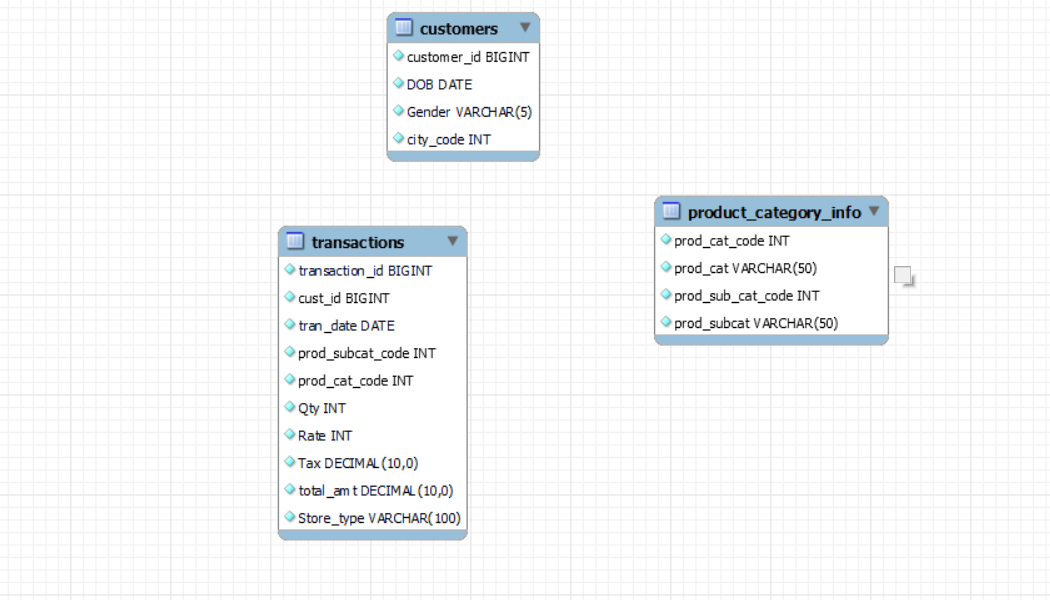 customers
customer_id BIGINT
DOB DATE
Gender VARCHAR(5)
city_code INT
product_category_info
prod_cat_code INT
prod_cat VARCHAR(50)
prod_sub_cat_code INT
prod_subcat VARCHAR(50)
transactions
transaction_id BIGINT
cust_id BIGINT
tran_date DATE
prod_subcat_code INT
prod_cat_code INT
Qty INT
Rate INT
Tax DECIMAL(10,0)
total_amt DECIMAL(10,0)
Store_type VARCHAR(100)